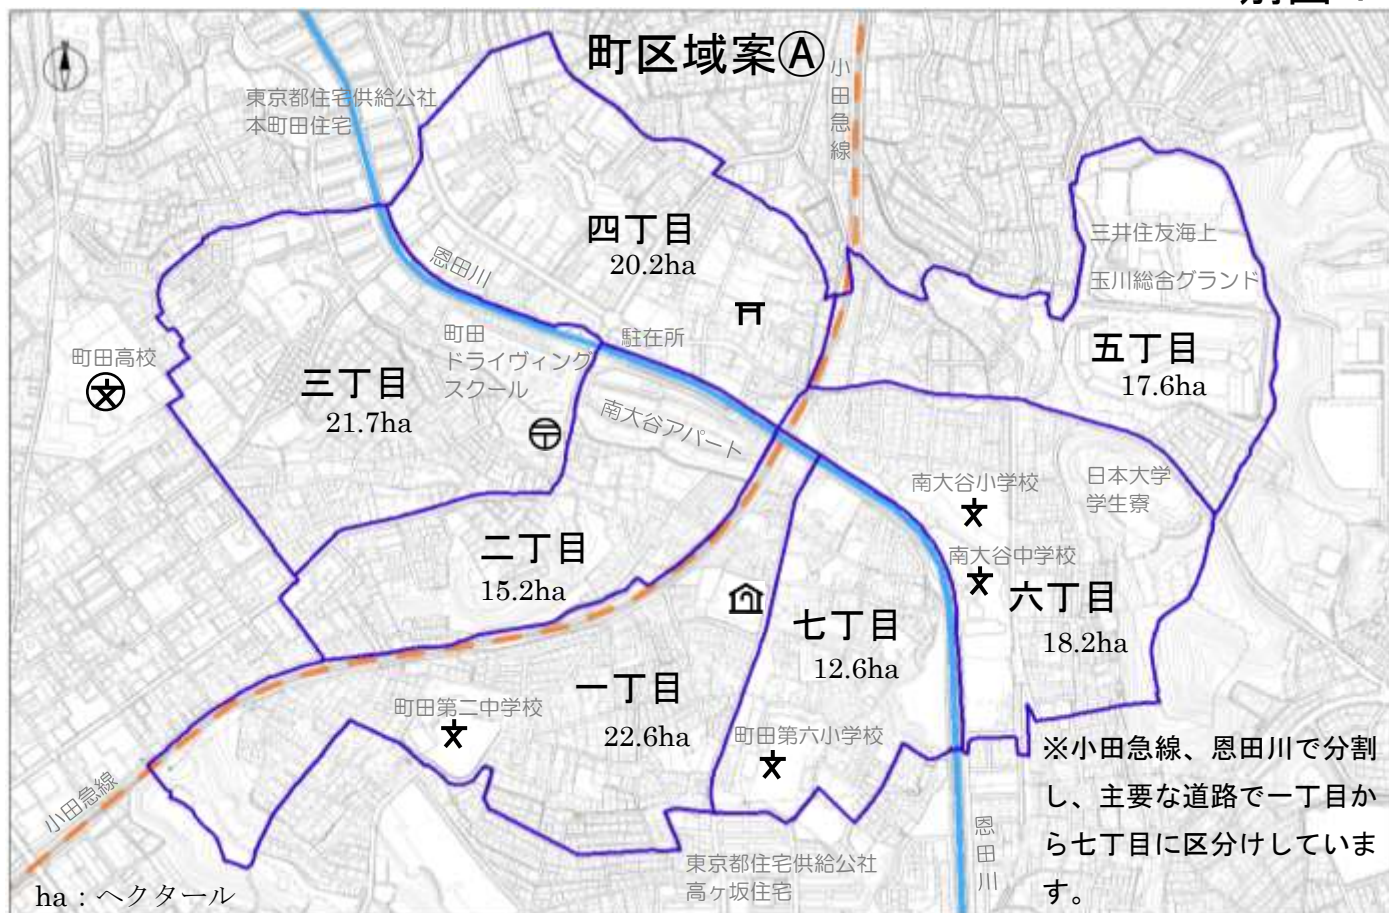 町区域案Ⓐ
小田急線
東京都住宅供給公社
本町田住宅
四丁目
20.2ha
三井住友海上
玉川総合グランド
恩田川
町田
ドライヴィング
スクール
駐在所
五丁目
17.6ha
町田高校
三丁目
21.7ha
南大谷アパート
南大谷小学校
日本大学
学生寮
二丁目
15.2ha
南大谷中学校
六丁目
18.2ha
七丁目
12.6ha
一丁目
22.6ha
町田第二中学校
町田第六小学校
小田急線
※小田急線、恩田川で分割
し、主要な道路で一丁目か
ら七丁目に区分けしていま
す。
恩田川
東京都住宅供給公社
高ヶ坂住宅
ha：ヘクタール